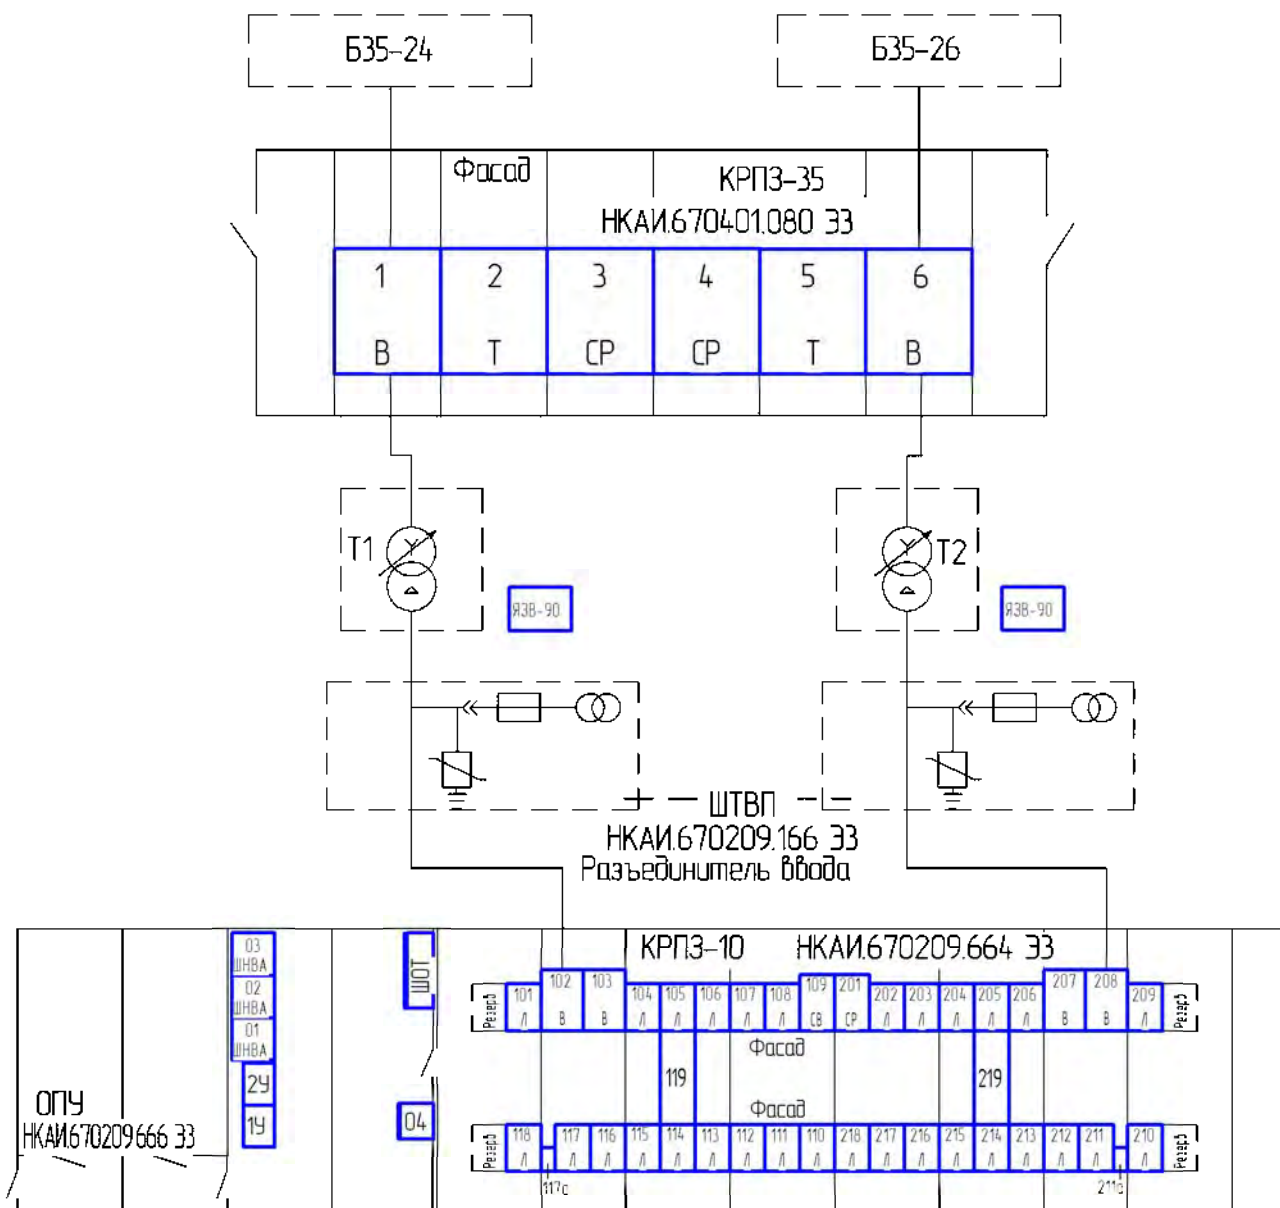 Б35-24
Б35-26
Фасад
КРПЗ-35
НКАИ.670401.080 ЭЗ
1 2 3 4 5 6
В Т СР СР Т В
Т1
Т2
ЯЗВ-90
ЯЗВ-90
ШТВП
НКАИ.670209.166 ЭЗ
Разъединитель ввода
КРПЗ-10 НКАИ.670209.664 ЭЗ
03
ШНВА
02
ШНВА
01
ШНВА
2У
1У
ШОТ
04
ОПУ
НКАИ.670209.666 ЭЗ
Резерв 101 102 103 104 105 106 107 108 109 201 202 203 204 205 206 207 208 209 Резерв
Л В В Л Л Л Л Л СВ СР Л Л Л Л Л В В Л
Фасад
119
219
Фасад
Резерв 118 117 116 115 114 113 112 111 110 218 217 216 215 214 213 212 211 210 Резерв
Л Л Л Л Л Л Л Л Л Л Л Л Л Л Л Л Л Л
117с
211с